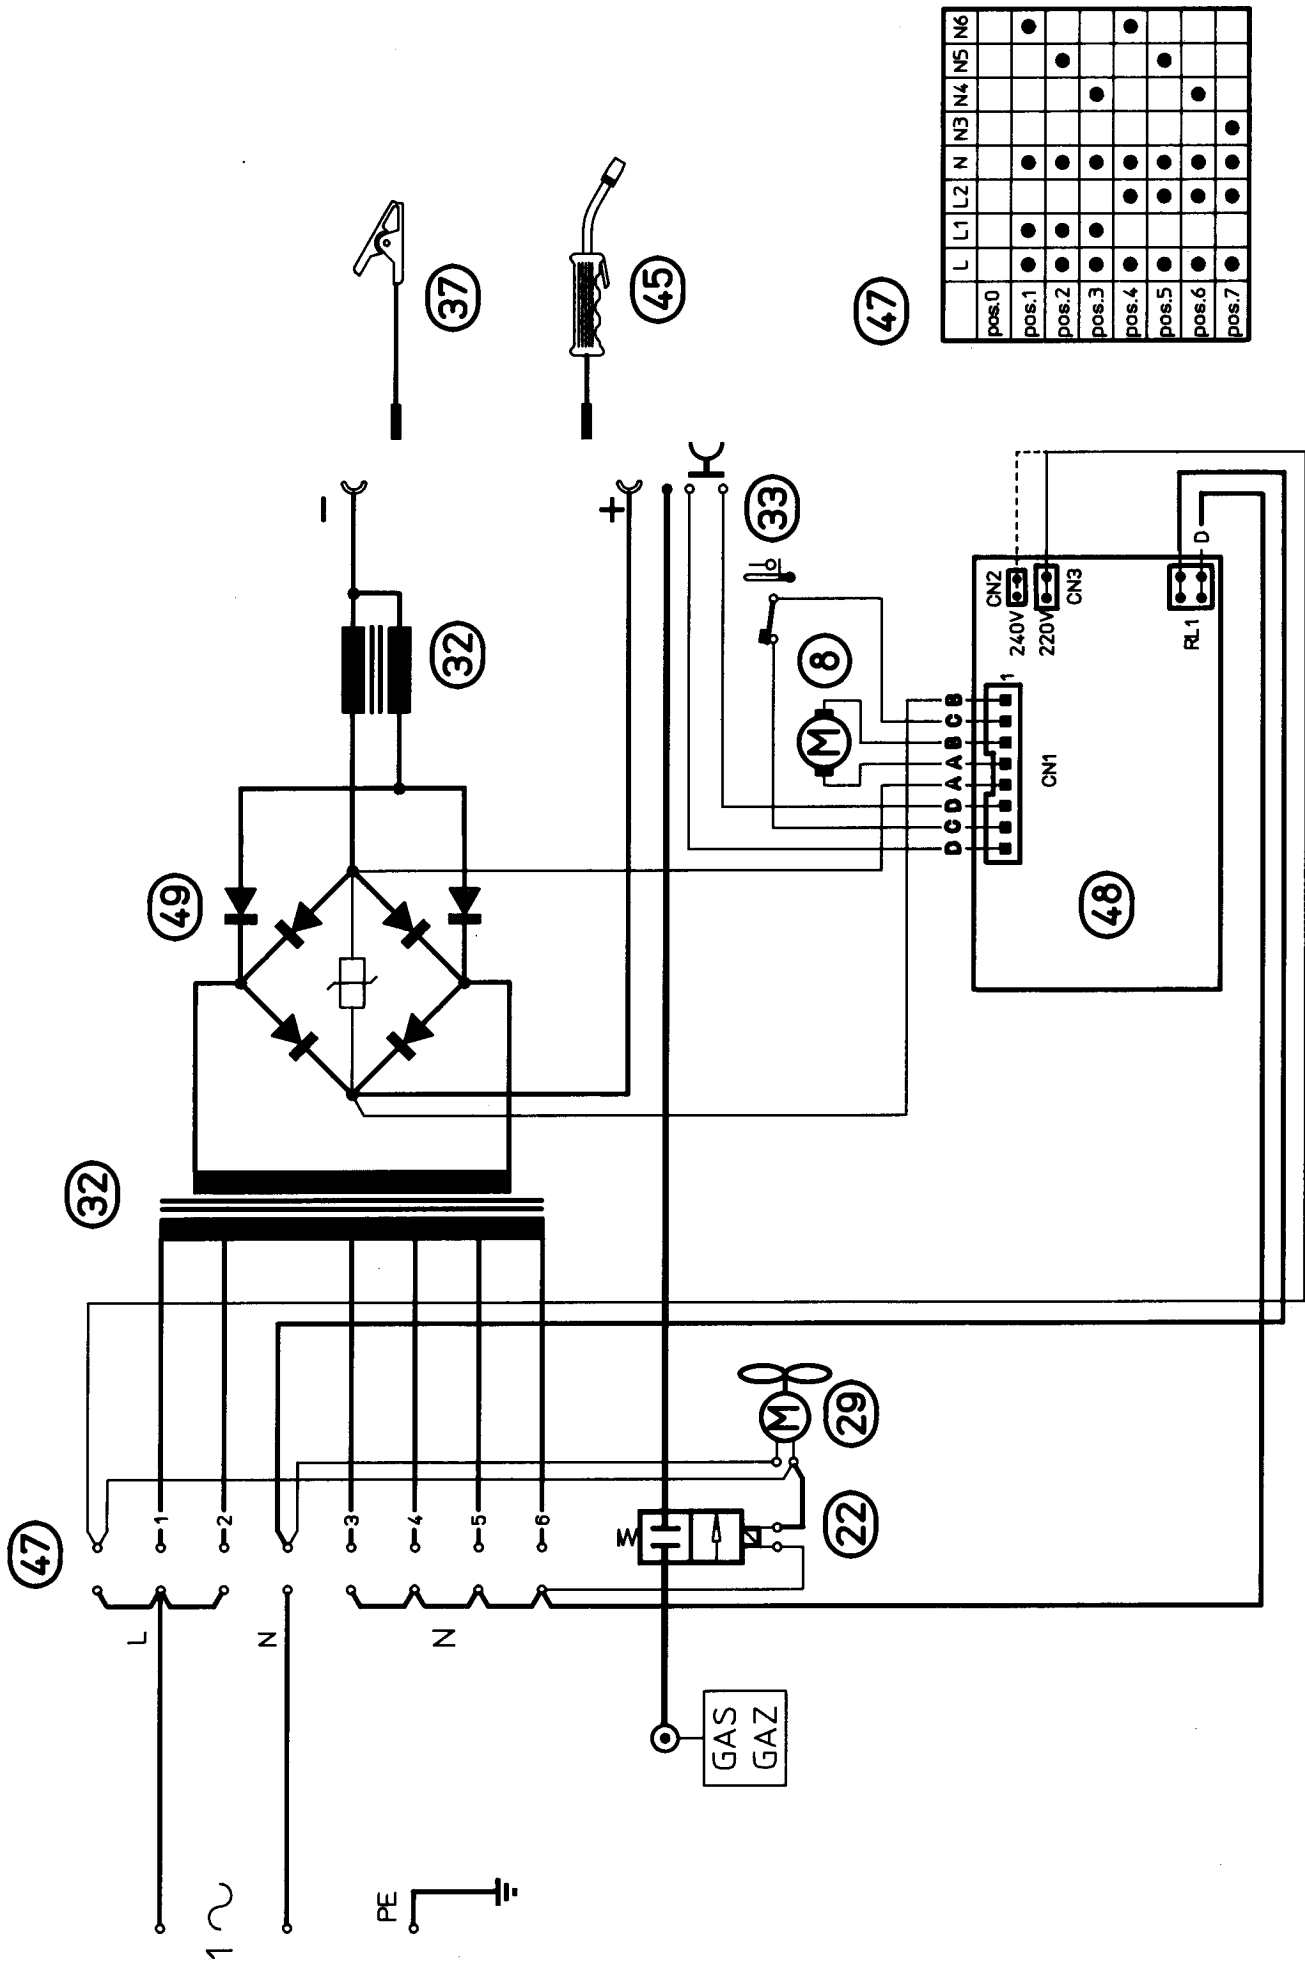 47
32
49
32
37
45
-
+
33
8
M
29
M
22
L
N
N
1
2
3
4
5
6
1 ~
PE
GAS
GAZ
D C D A A B C B
1
CN1
CN2
240V
220V
CN3
RL1
D
48
47
L L1 L2 N N3 N4 N5 N6
pos.0
pos.1
pos.2
pos.3
pos.4
pos.5
pos.6
pos.7